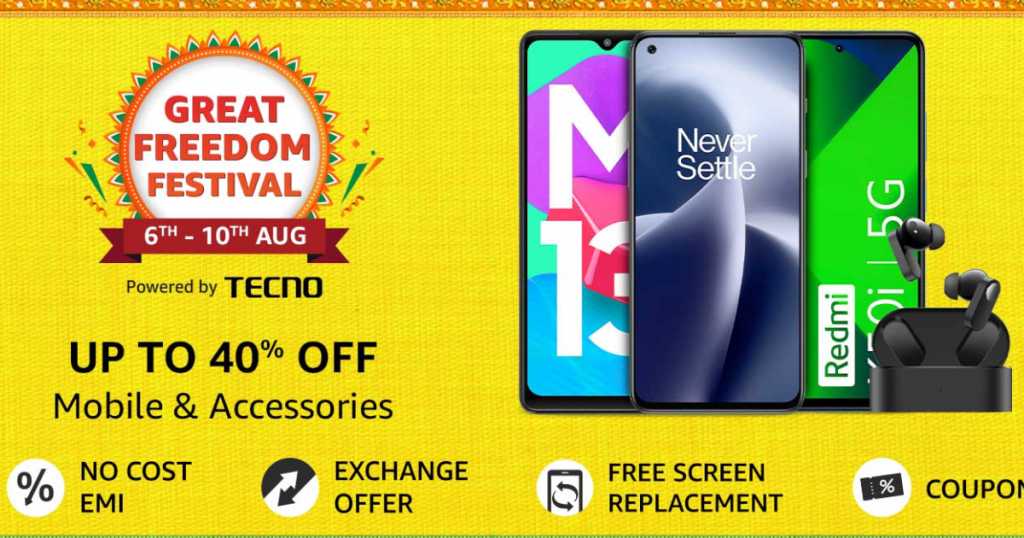 GREAT
FREEDOM
FESTIVAL
6TH - 10TH AUG
Powered by TECNO
UP TO 40% OFF
Mobile & Accessories
M
13
Never
Settle
Redmi
5G
NO COST
EMI
EXCHANGE
OFFER
FREE SCREEN
REPLACEMENT
%
COUPON